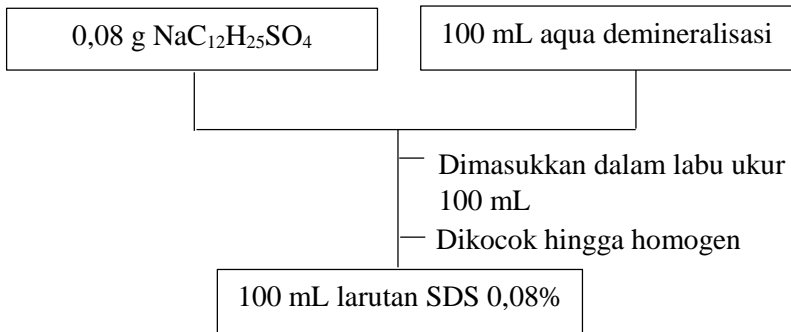 0,08 g NaC₁₂H₂₅SO₄
100 mL aqua demineralisasi
Dimasukkan dalam labu ukur
100 mL
Dikocok hingga homogen
100 mL larutan SDS 0,08%